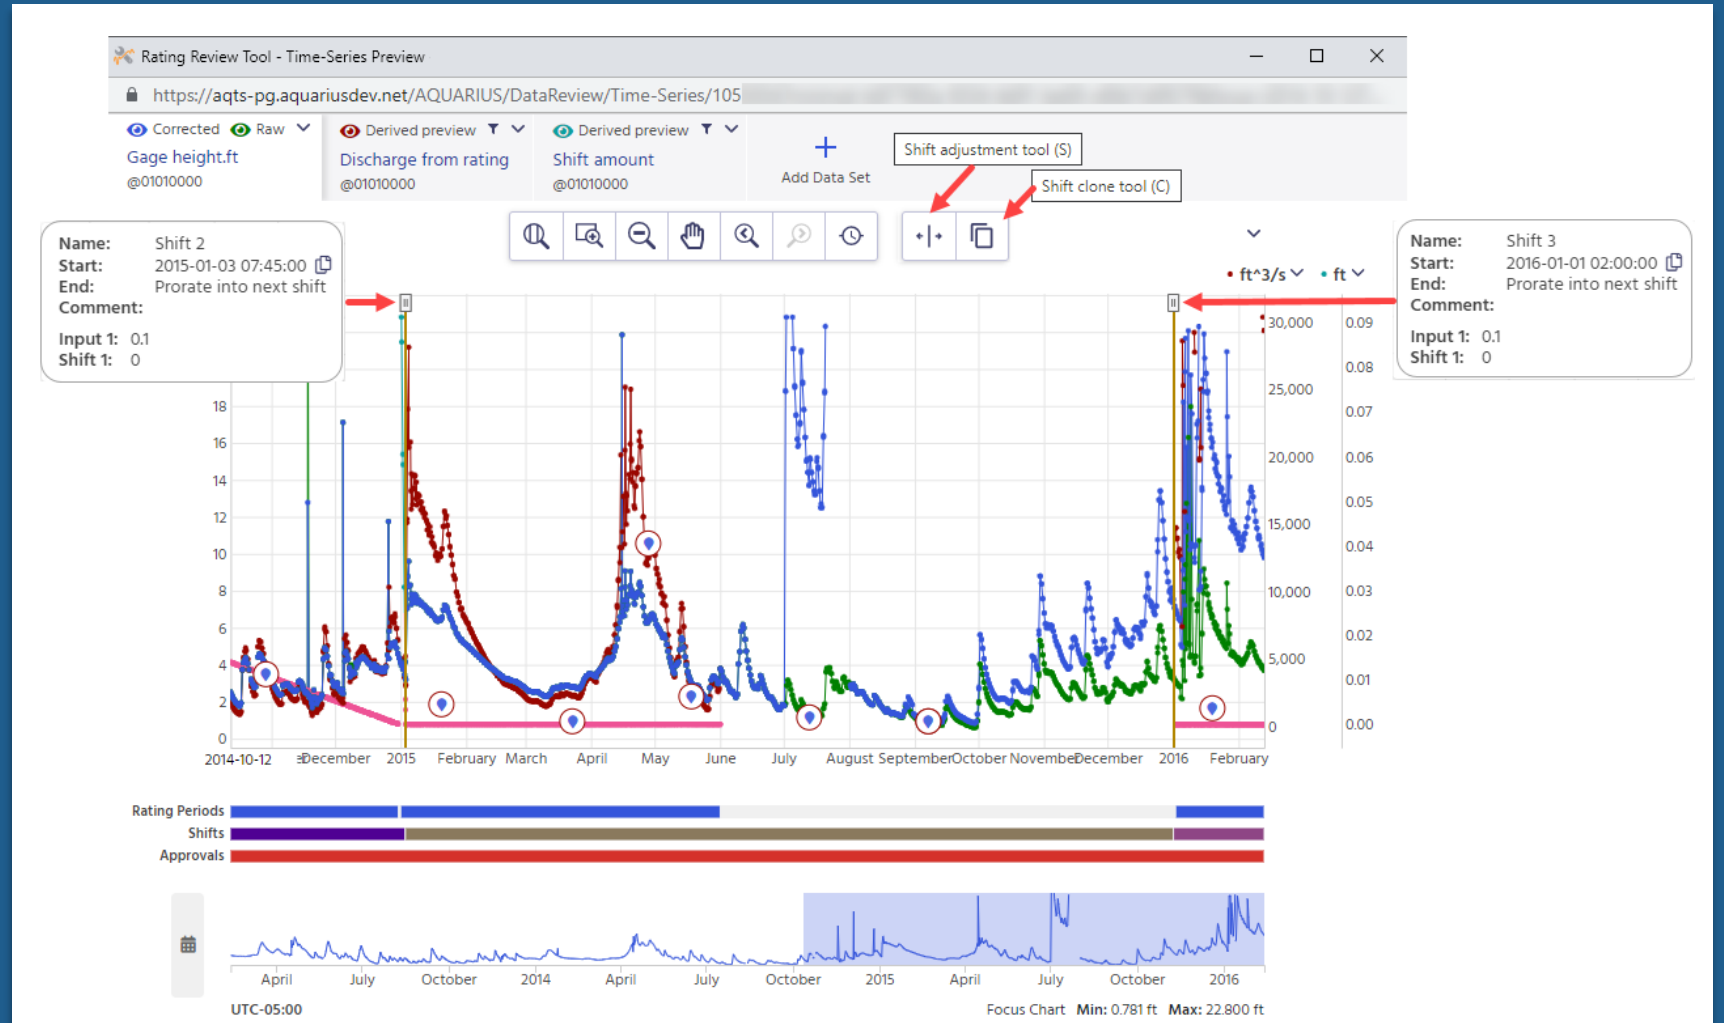 Rating Review Tool - Time-Series Preview
https://aqts-pg.aquariusdev.net/AQUARIUS/DataReview/Time-Series/105
Corrected Raw
Gage height.ft
@01010000
Derived preview
Discharge from rating
@01010000
Derived preview
Shift amount
@01010000
+
Add Data Set
Shift adjustment tool (S)
Shift clone tool (C)
Name: Shift 2
Start: 2015-01-03 07:45:00
End: Prorate into next shift
Comment:
Input 1: 0.1
Shift 1: 0
Name: Shift 3
Start: 2016-01-01 02:00:00
End: Prorate into next shift
Comment:
Input 1: 0.1
Shift 1: 0
ft^3/s ft
18
16
14
12
10
8
6
4
2
0
30,000
25,000
20,000
15,000
10,000
5,000
0
0.09
0.08
0.07
0.06
0.05
0.04
0.03
0.02
0.01
0.00
2014-10-12 December 2015 February March April May June July August September October November December 2016 February
Rating Periods
Shifts
Approvals
April July October 2014 April July October 2015 April July October 2016
UTC-05:00
Focus Chart Min: 0.781 ft Max: 22.800 ft